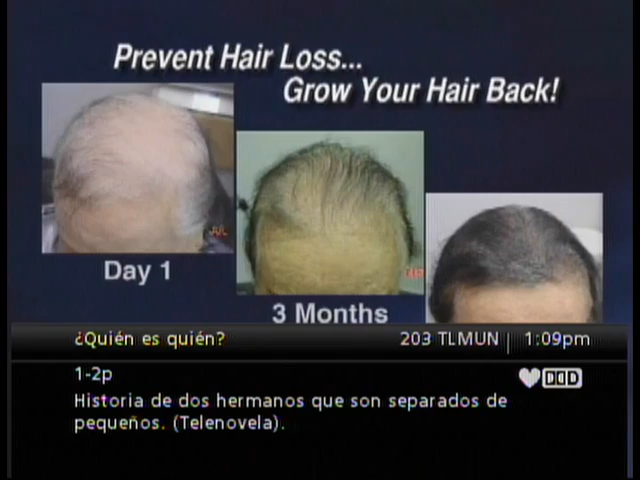 Prevent Hair Loss...
Grow Your Hair Back!
JUL
Day 1
3 Months
¿Quién es quién? 203 TLMUN 1:09pm
1-2p
Historia de dos hermanos que son separados de
pequeños. (Telenovela).